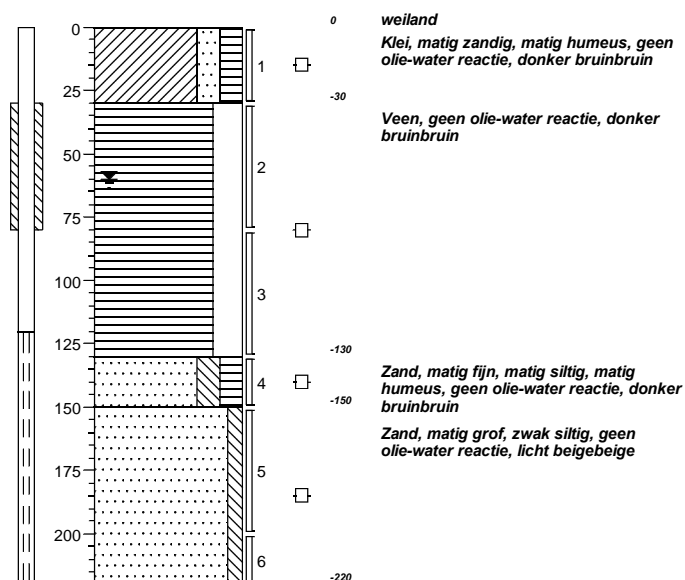 0
weiland
0
Klei, matig zandig, matig humeus, geen
olie-water reactie, donker bruinbruin
1
25
-30
Veen, geen olie-water reactie, donker
bruinbruin
50
2
75
100
3
125
-130
Zand, matig fijn, matig siltig, matig
humeus, geen olie-water reactie, donker
bruinbruin
4
150
-150
Zand, matig grof, zwak siltig, geen
olie-water reactie, licht beigebeige
175
5
200
6
-220